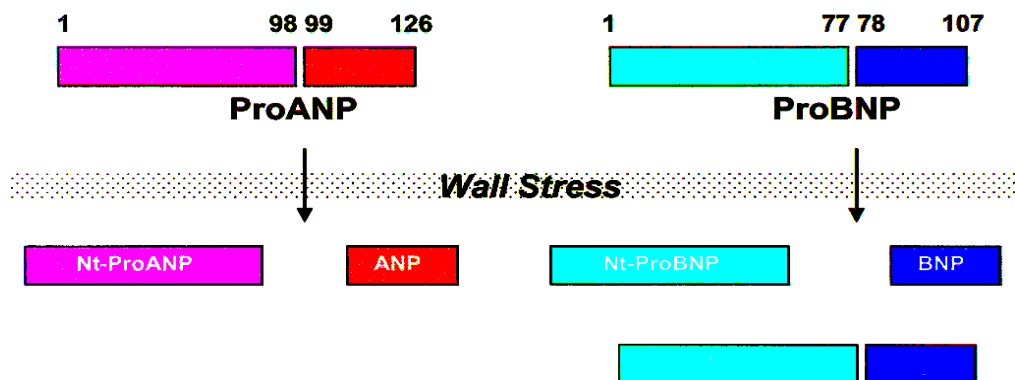 1 98 99 126 1 77 78 107
ProANP ProBNP
Wall Stress
Nt-ProANP ANP Nt-ProBNP BNP